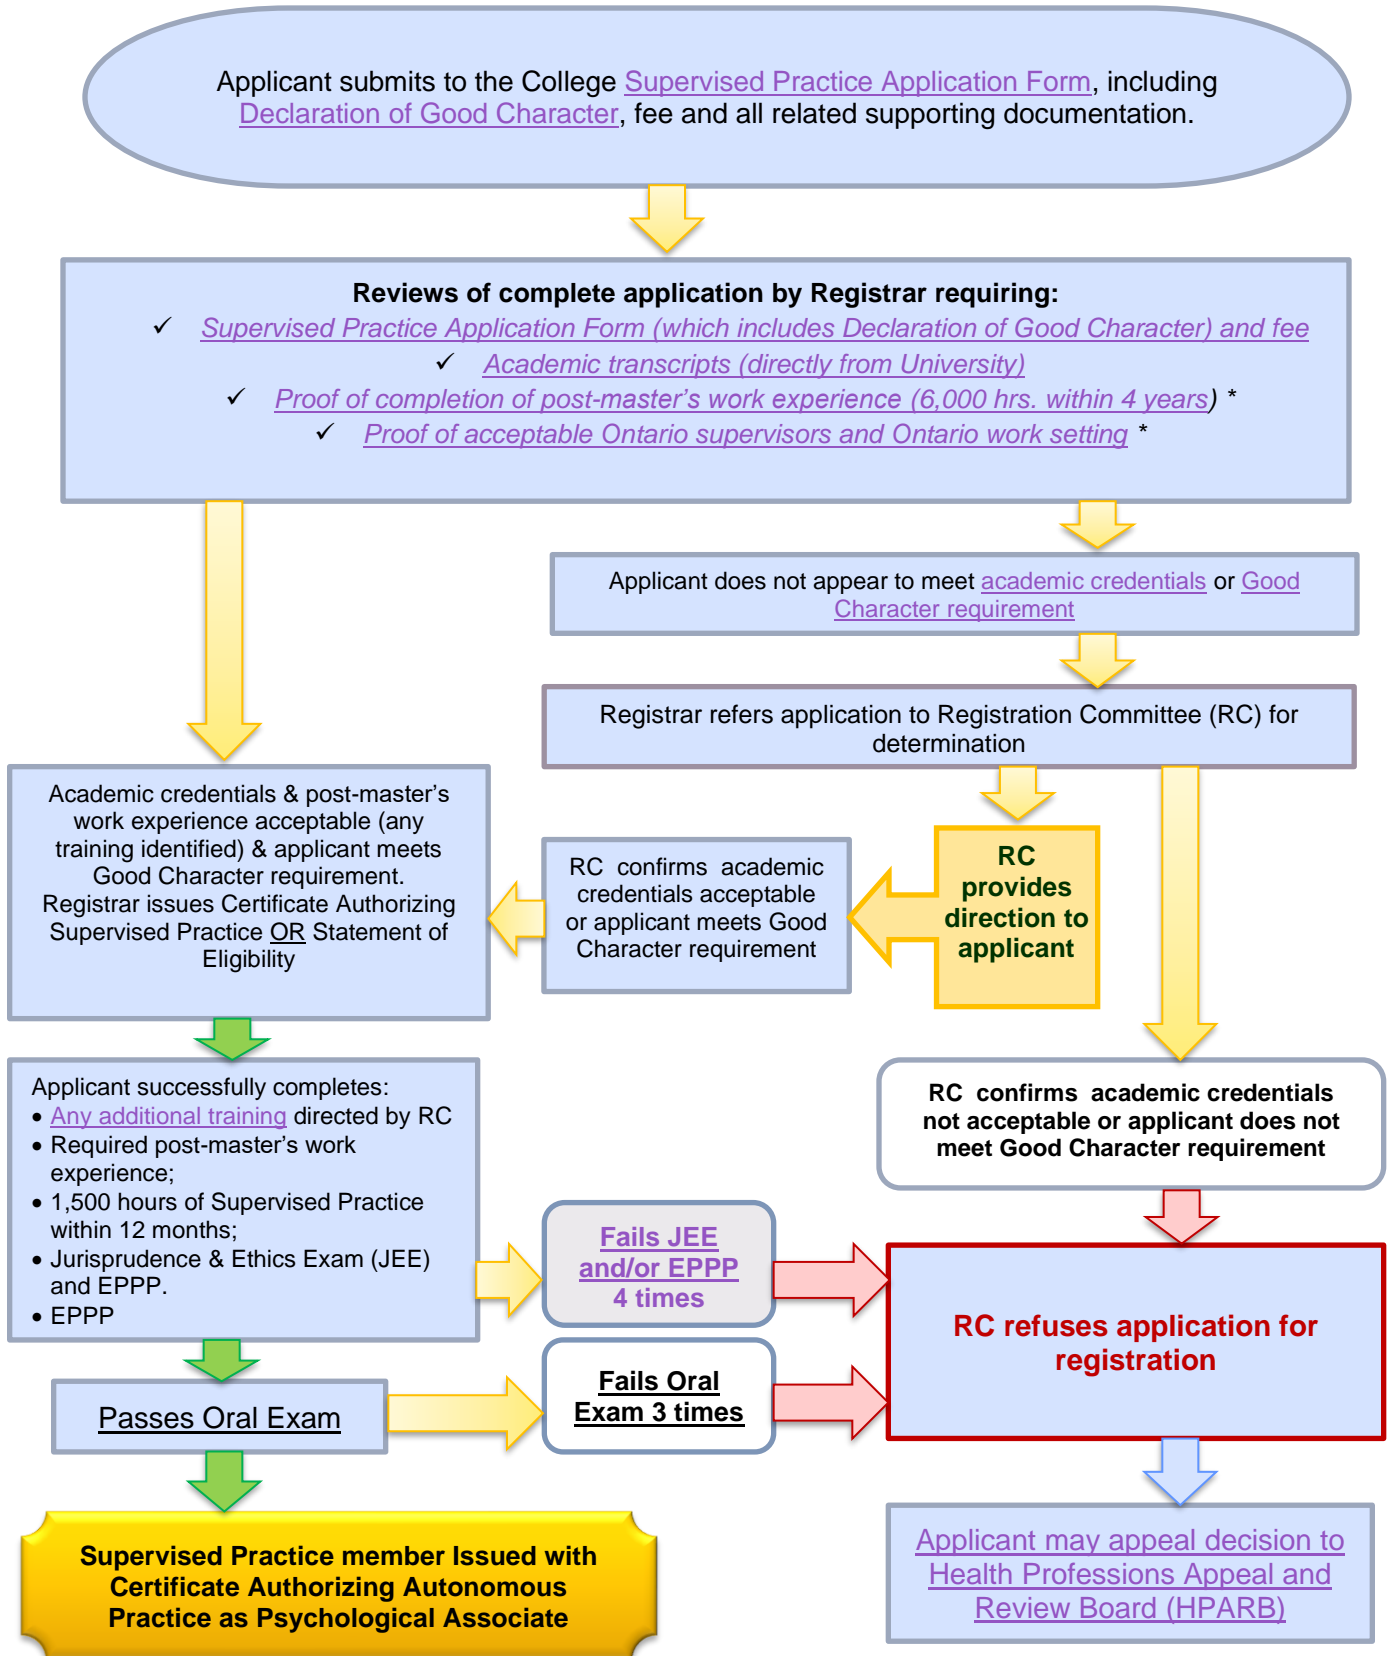 Applicant submits to the College Supervised Practice Application Form, including
Declaration of Good Character, fee and all related supporting documentation.
Reviews of complete application by Registrar requiring:
✓ Supervised Practice Application Form (which includes Declaration of Good Character) and fee
✓ Academic transcripts (directly from University)
✓ Proof of completion of post-master's work experience (6,000 hrs. within 4 years) *
✓ Proof of acceptable Ontario supervisors and Ontario work setting *
Applicant does not appear to meet academic credentials or Good
Character requirement
Registrar refers application to Registration Committee (RC) for
determination
Academic credentials & post-master's
work experience acceptable (any
training identified) & applicant meets
Good Character requirement.
Registrar issues Certificate Authorizing
Supervised Practice OR Statement of
Eligibility
RC confirms academic
credentials acceptable
or applicant meets Good
Character requirement
RC
provides
direction to
applicant
RC confirms academic credentials
not acceptable or applicant does not
meet Good Character requirement
Applicant successfully completes:
• Any additional training directed by RC
• Required post-master's work
experience;
• 1,500 hours of Supervised Practice
within 12 months;
• Jurisprudence & Ethics Exam (JEE)
and EPPP.
• EPPP
Fails JEE
and/or EPPP
4 times
RC refuses application for
registration
Passes Oral Exam
Fails Oral
Exam 3 times
Supervised Practice member Issued with
Certificate Authorizing Autonomous
Practice as Psychological Associate
Applicant may appeal decision to
Health Professions Appeal and
Review Board (HPARB)